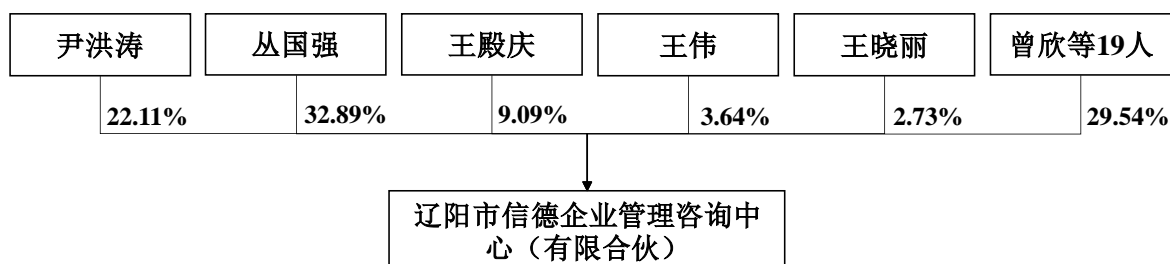 尹洪涛
丛国强
王殿庆
王伟
王晓丽
曾欣等19人
22.11%
32.89%
9.09%
3.64%
2.73%
29.54%
辽阳市信德企业管理咨询中
心（有限合伙）